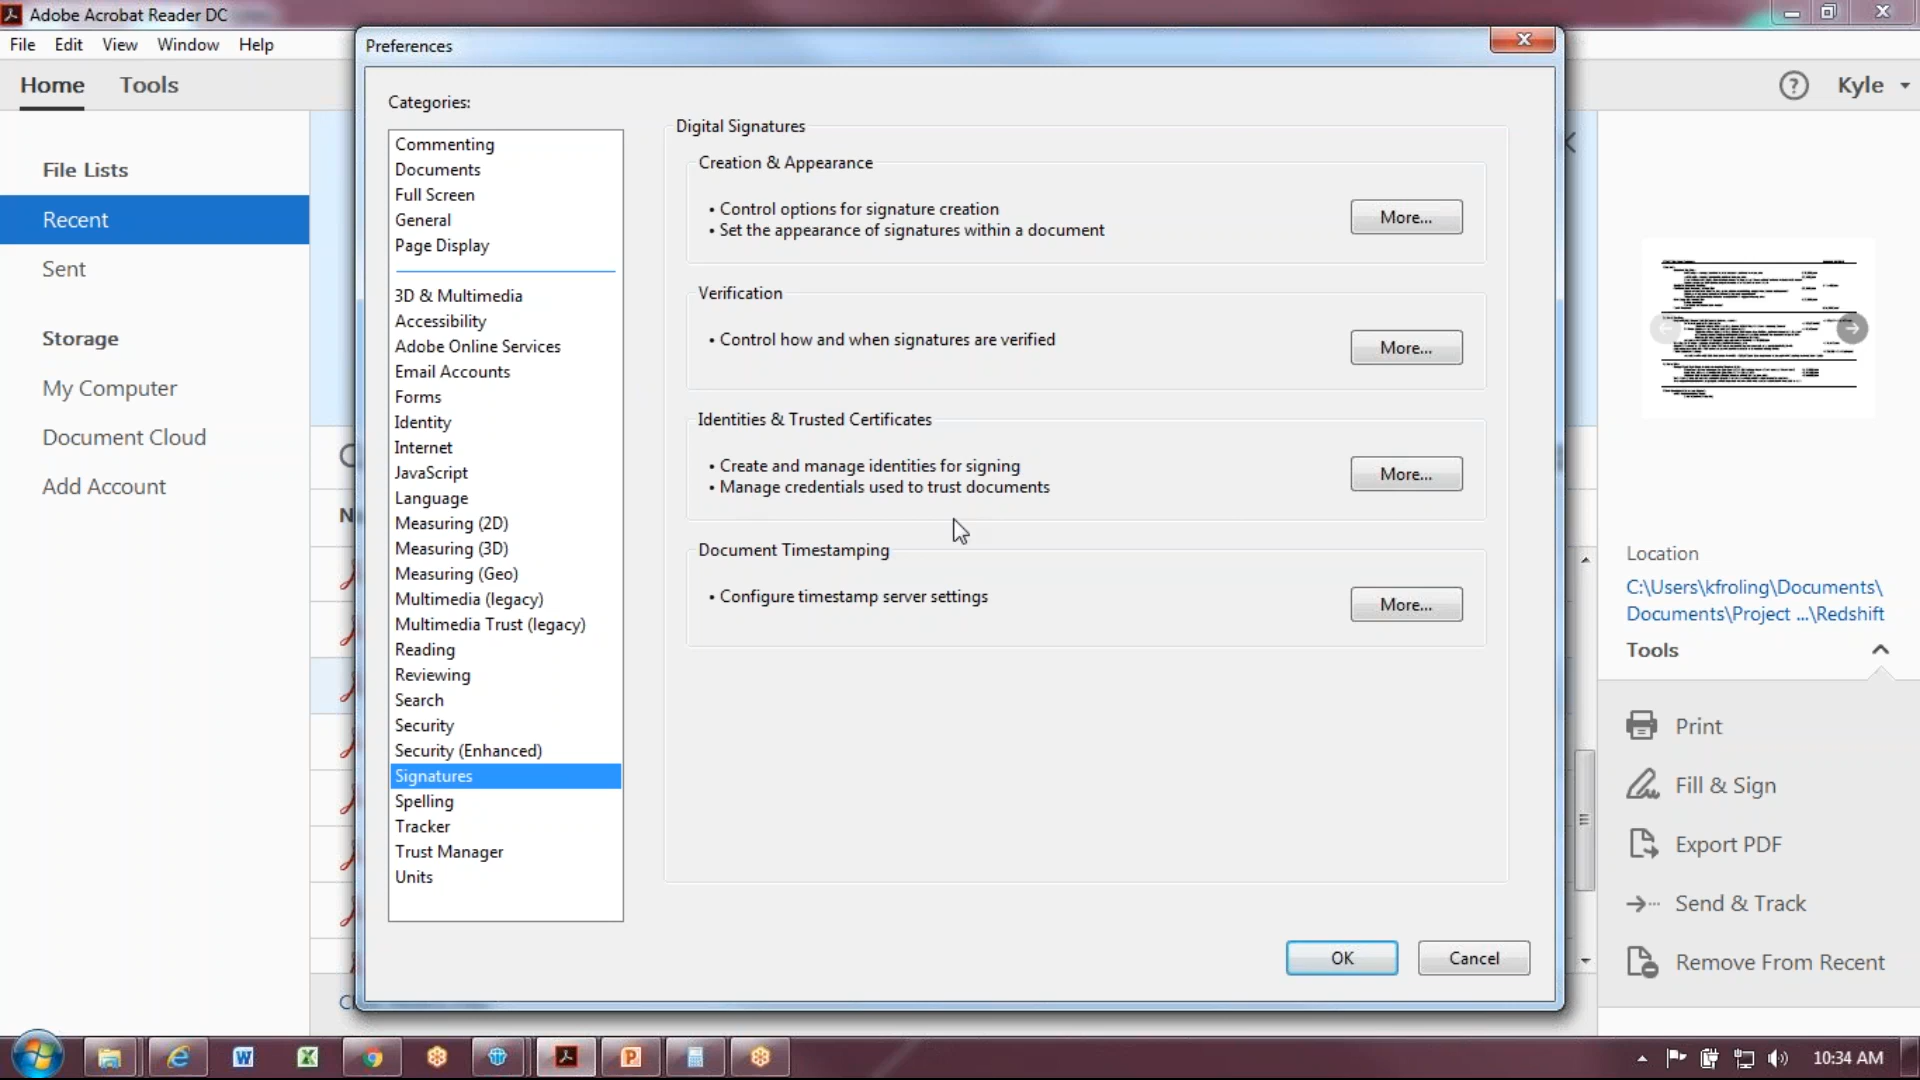 Adobe Acrobat Reader DC
File Edit View Window Help
Home Tools
Kyle
File Lists
Recent
Sent
Storage
My Computer
Document Cloud
Add Account
Preferences
Categories:
Commenting
Documents
Full Screen
General
Page Display
3D & Multimedia
Accessibility
Adobe Online Services
Email Accounts
Forms
Identity
Internet
JavaScript
Language
Measuring (2D)
Measuring (3D)
Measuring (Geo)
Multimedia (legacy)
Multimedia Trust (legacy)
Reading
Reviewing
Search
Security
Security (Enhanced)
Signatures
Spelling
Tracker
Trust Manager
Units
Digital Signatures
Creation & Appearance
• Control options for signature creation
• Set the appearance of signatures within a document
More...
Verification
• Control how and when signatures are verified
More...
Identities & Trusted Certificates
• Create and manage identities for signing
• Manage credentials used to trust documents
More...
Document Timestamping
• Configure timestamp server settings
More...
OK Cancel
Location
C:\Users\kfroling\Documents\
Documents\Project ...\Redshift
Tools
Print
Fill & Sign
Export PDF
Send & Track
Remove From Recent
10:34 AM